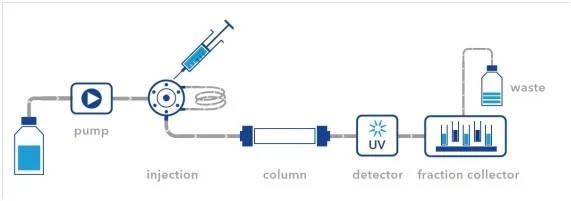 waste
pump
UV
injection
column
detector
fraction collector